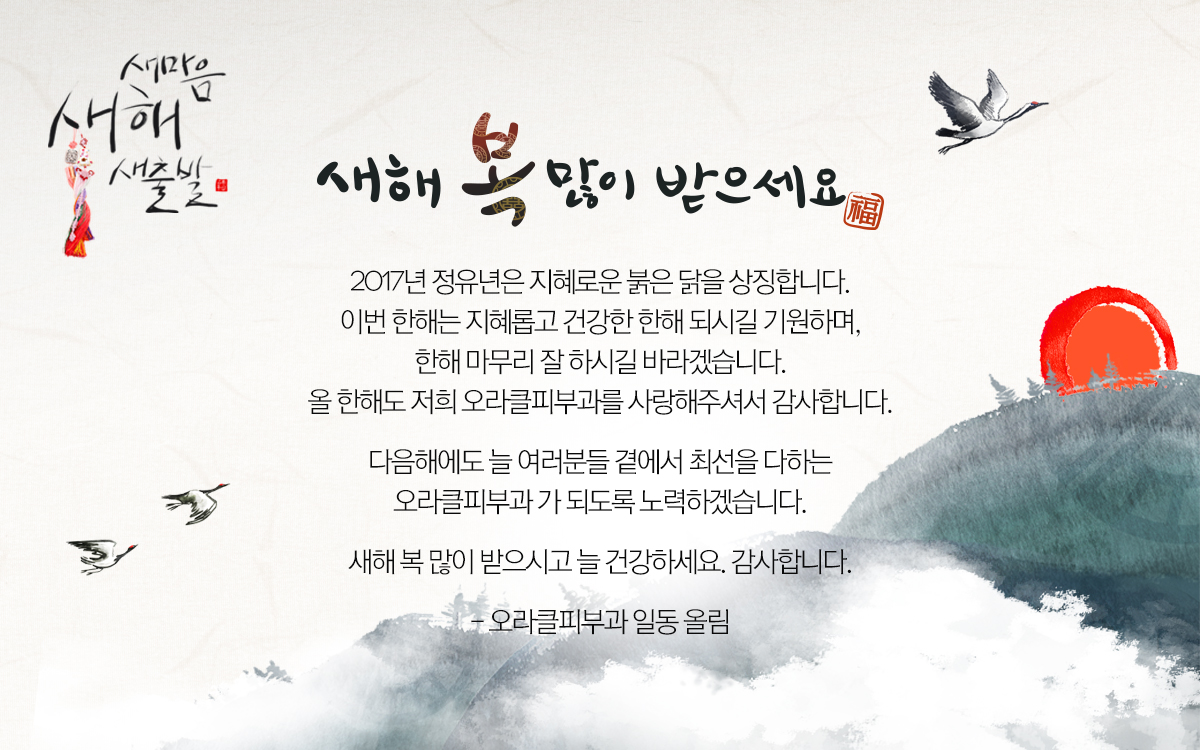 새마음
새해
새출발
새해 복 많이 받으세요
福
2017년 정유년은 지혜로운 붉은 닭을 상징합니다.
이번 한해는 지혜롭고 건강한 한해 되시길 기원하며,
한해 마무리 잘 하시길 바라겠습니다.
올 한해도 저희 오라클피부과를 사랑해주셔서 감사합니다.
다음해에도 늘 여러분들 곁에서 최선을 다하는
오라클피부과 가 되도록 노력하겠습니다.
새해 복 많이 받으시고 늘 건강하세요. 감사합니다.
- 오라클피부과 일동 올림